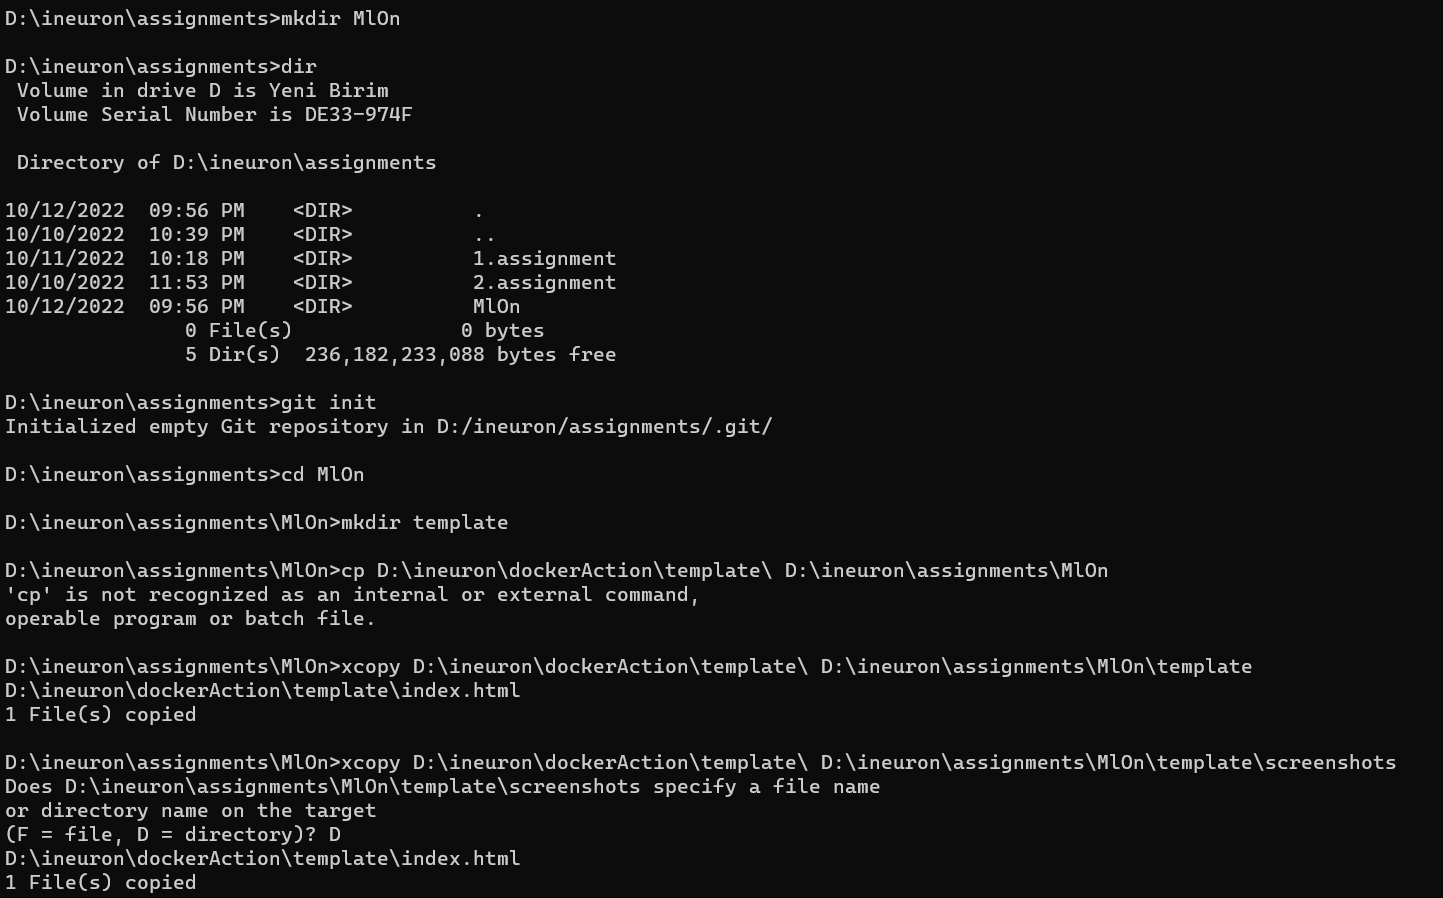 D:\ineuron\assignments>mkdir MlOn
D:\ineuron\assignments>dir
Volume in drive D is Yeni Birim
Volume Serial Number is DE33-974F
Directory of D:\ineuron\assignments
10/12/2022  09:56 PM    <DIR>          .
10/10/2022  10:39 PM    <DIR>          ..
10/11/2022  10:18 PM    <DIR>          1.assignment
10/10/2022  11:53 PM    <DIR>          2.assignment
10/12/2022  09:56 PM    <DIR>          MlOn
0 File(s)              0 bytes
5 Dir(s)  236,182,233,088 bytes free
D:\ineuron\assignments>git init
Initialized empty Git repository in D:/ineuron/assignments/.git/
D:\ineuron\assignments>cd MlOn
D:\ineuron\assignments\MlOn>mkdir template
D:\ineuron\assignments\MlOn>cp D:\ineuron\dockerAction\template\ D:\ineuron\assignments\MlOn
'cp' is not recognized as an internal or external command,
operable program or batch file.
D:\ineuron\assignments\MlOn>xcopy D:\ineuron\dockerAction\template\ D:\ineuron\assignments\MlOn\template
D:\ineuron\dockerAction\template\index.html
1 File(s) copied
D:\ineuron\assignments\MlOn>xcopy D:\ineuron\dockerAction\template\ D:\ineuron\assignments\MlOn\template\screenshots
Does D:\ineuron\assignments\MlOn\template\screenshots specify a file name
or directory name on the target
(F = file, D = directory)? D
D:\ineuron\dockerAction\template\index.html
1 File(s) copied